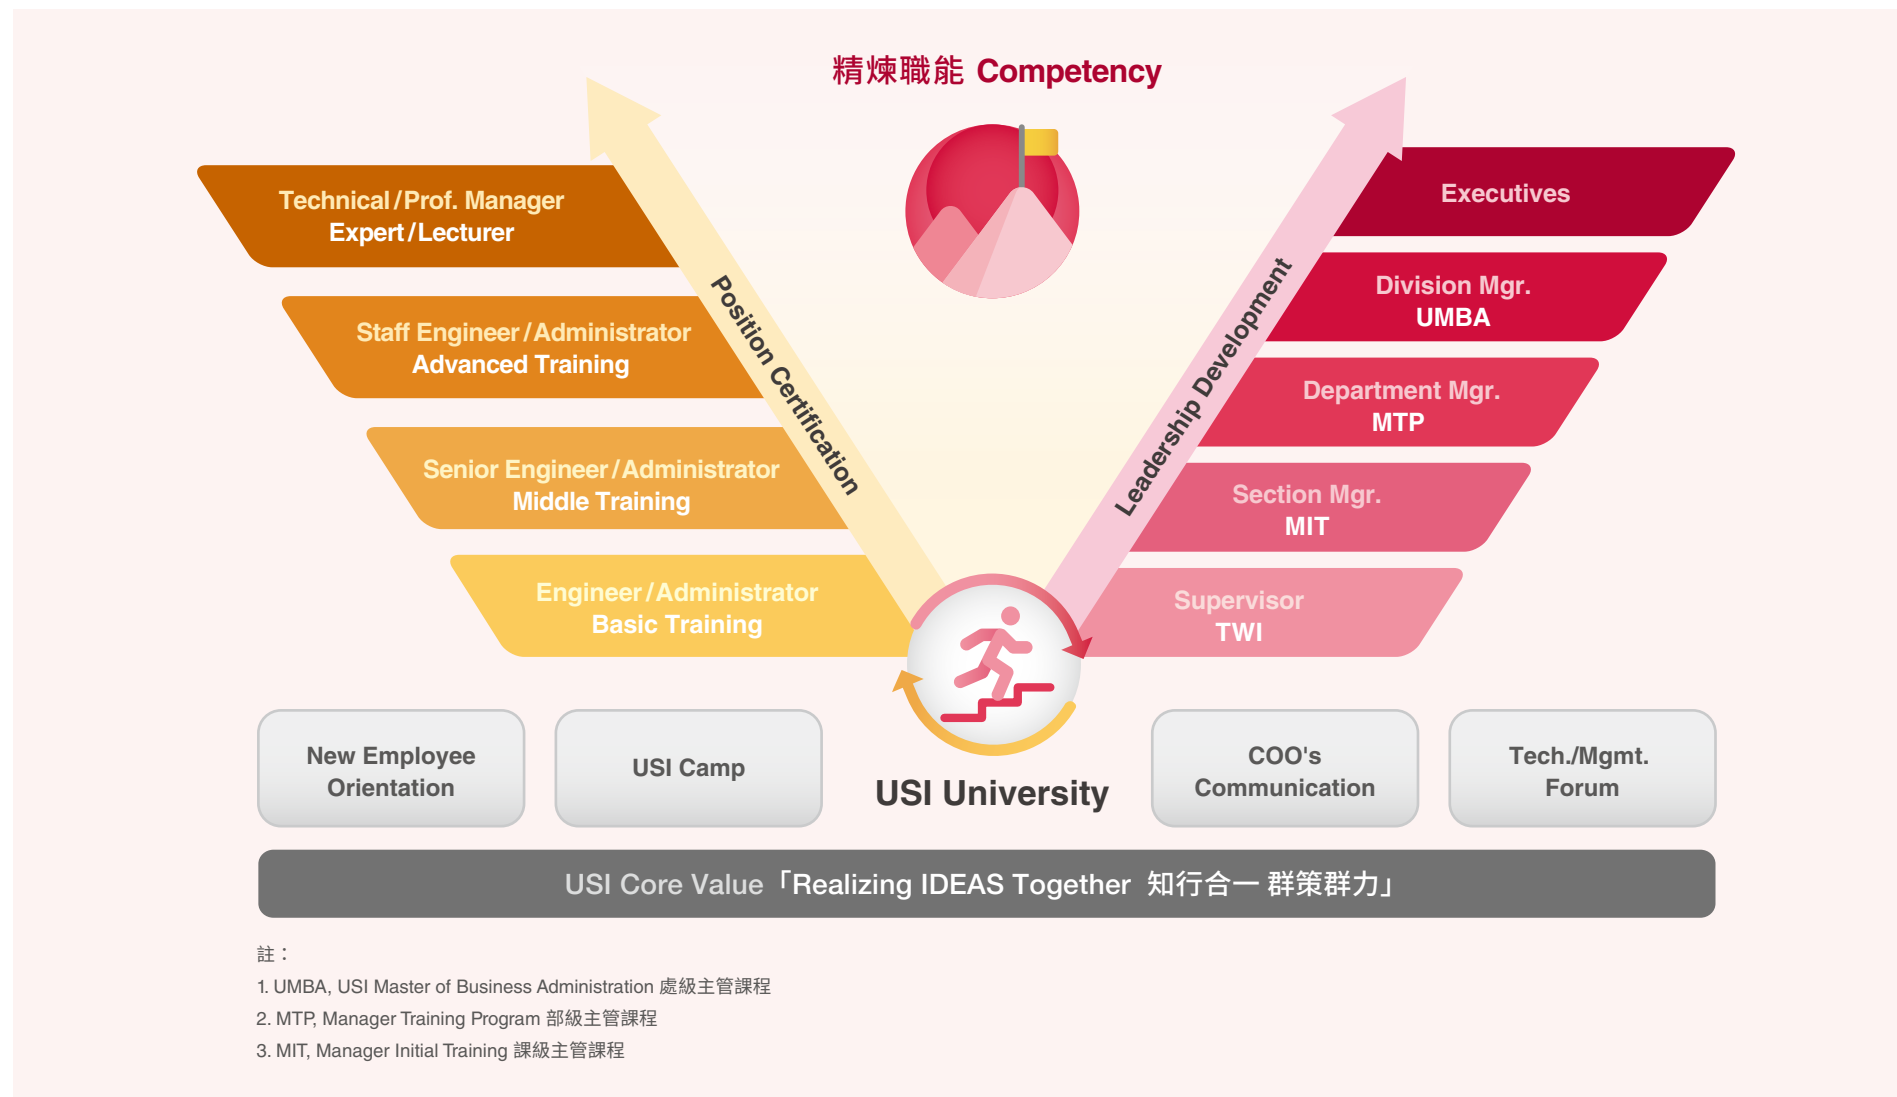 精煉職能 Competency
Technical/Prof. Manager
Expert/Lecturer
Staff Engineer/Administrator
Advanced Training
Senior Engineer/Administrator
Middle Training
Engineer/Administrator
Basic Training
Position Certification
Leadership Development
Executives
Division Mgr.
UMBA
Department Mgr.
MTP
Section Mgr.
MIT
Supervisor
TWI
New Employee
Orientation
USI Camp
USI University
COO's
Communication
Tech./Mgmt.
Forum
USI Core Value「Realizing IDEAS Together 知行合一 群策群力」
註：
1. UMBA, USI Master of Business Administration 處級主管課程
2. MTP, Manager Training Program 部級主管課程
3. MIT, Manager Initial Training 課級主管課程